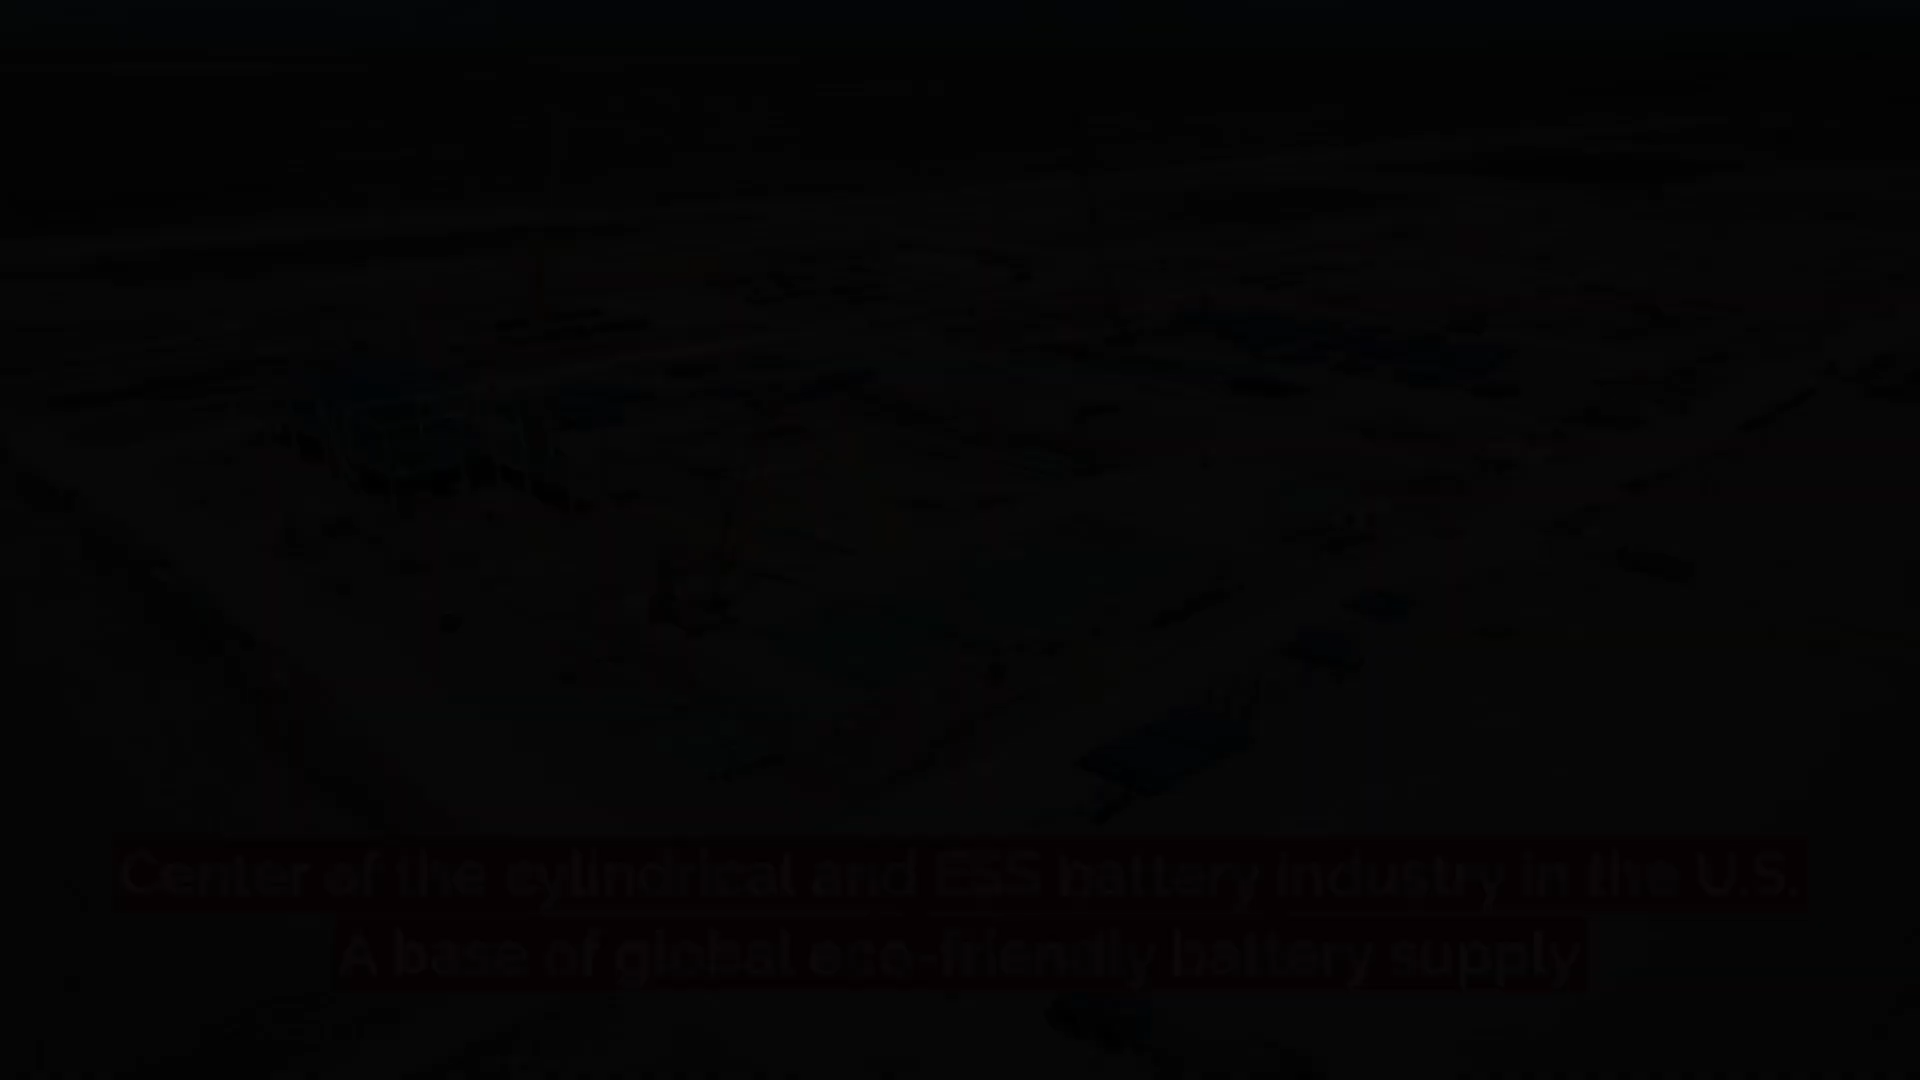 Center of the cylindrical and ESS battery industry in the U.S.
A base of global eco-friendly battery supply